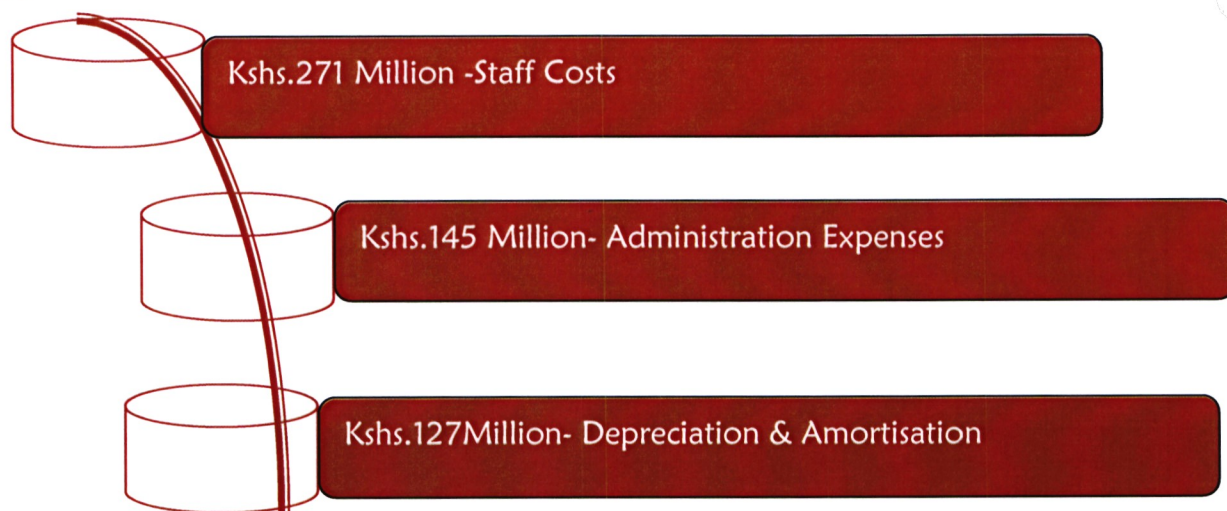 Kshs.271 Million -Staff Costs
Kshs.145 Million- Administration Expenses
Kshs.127Million- Depreciation & Amortisation